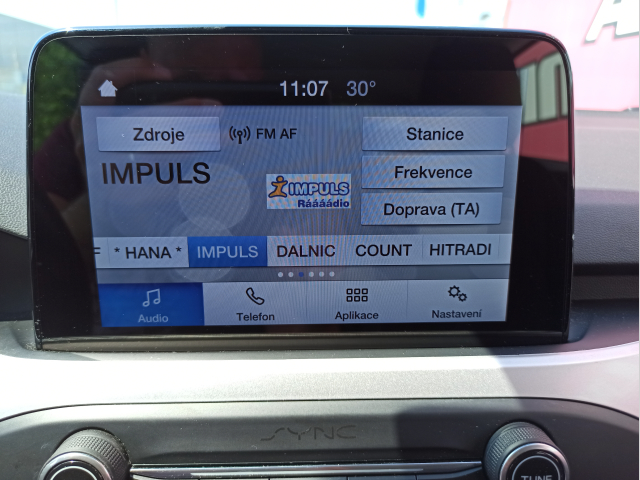 11:07 30°
Zdroje
FM AF
Stanice
IMPULS
Frekvence
IMPULS
Ráááádio
Doprava (TA)
F * HANA * IMPULS DALNIC COUNT HITRADI
Audio Telefon Aplikace Nastavení
SYNC
TUNE